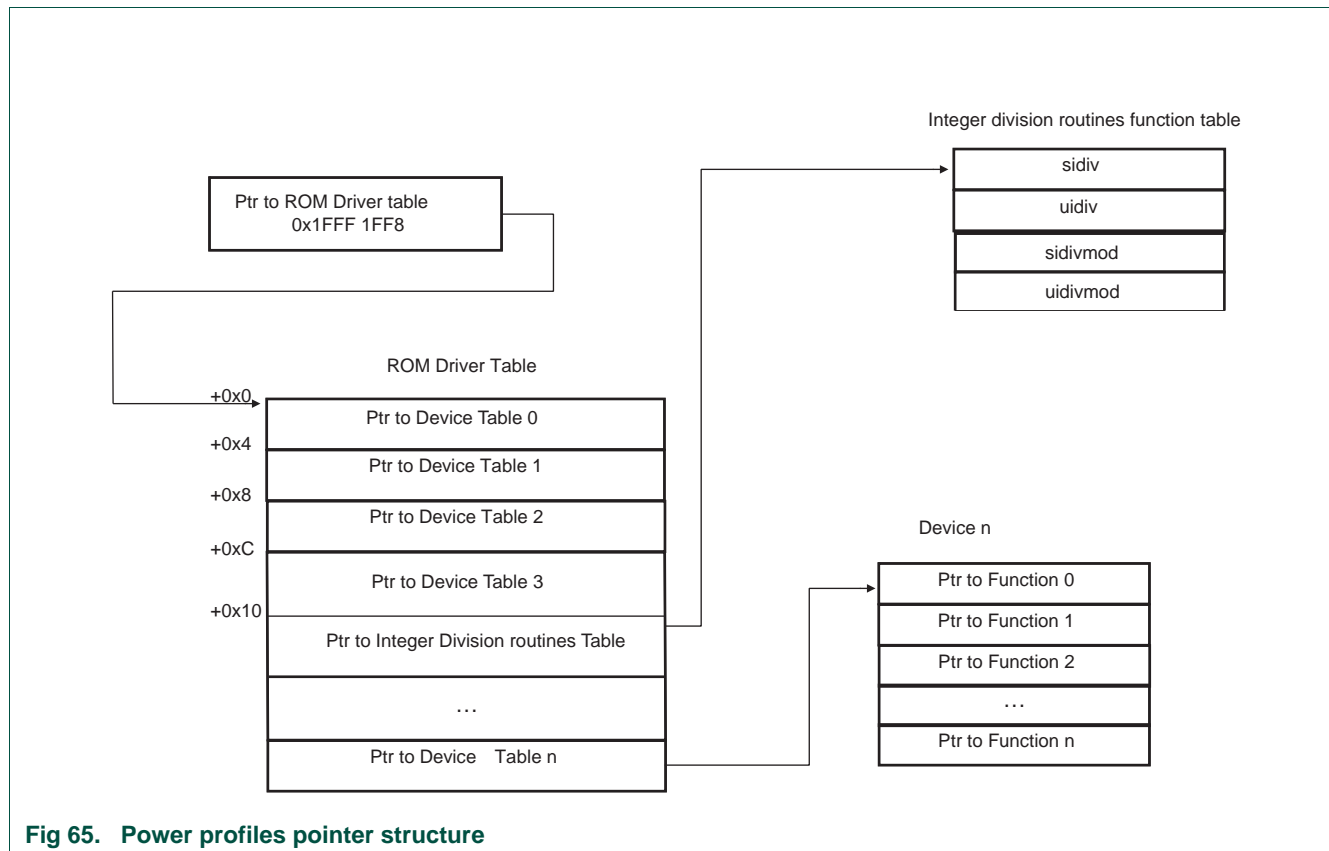 Integer division routines function table
sidiv
uidiv
sidivmod
uidivmod
Ptr to ROM Driver table
0x1FFF 1FF8
ROM Driver Table
+0x0
Ptr to Device Table 0
+0x4
Ptr to Device Table 1
+0x8
Ptr to Device Table 2
+0xC
Ptr to Device Table 3
+0x10
Ptr to Integer Division routines Table
…
Ptr to Device Table n
Device n
Ptr to Function 0
Ptr to Function 1
Ptr to Function 2
…
Ptr to Function n
Fig 65. Power profiles pointer structure